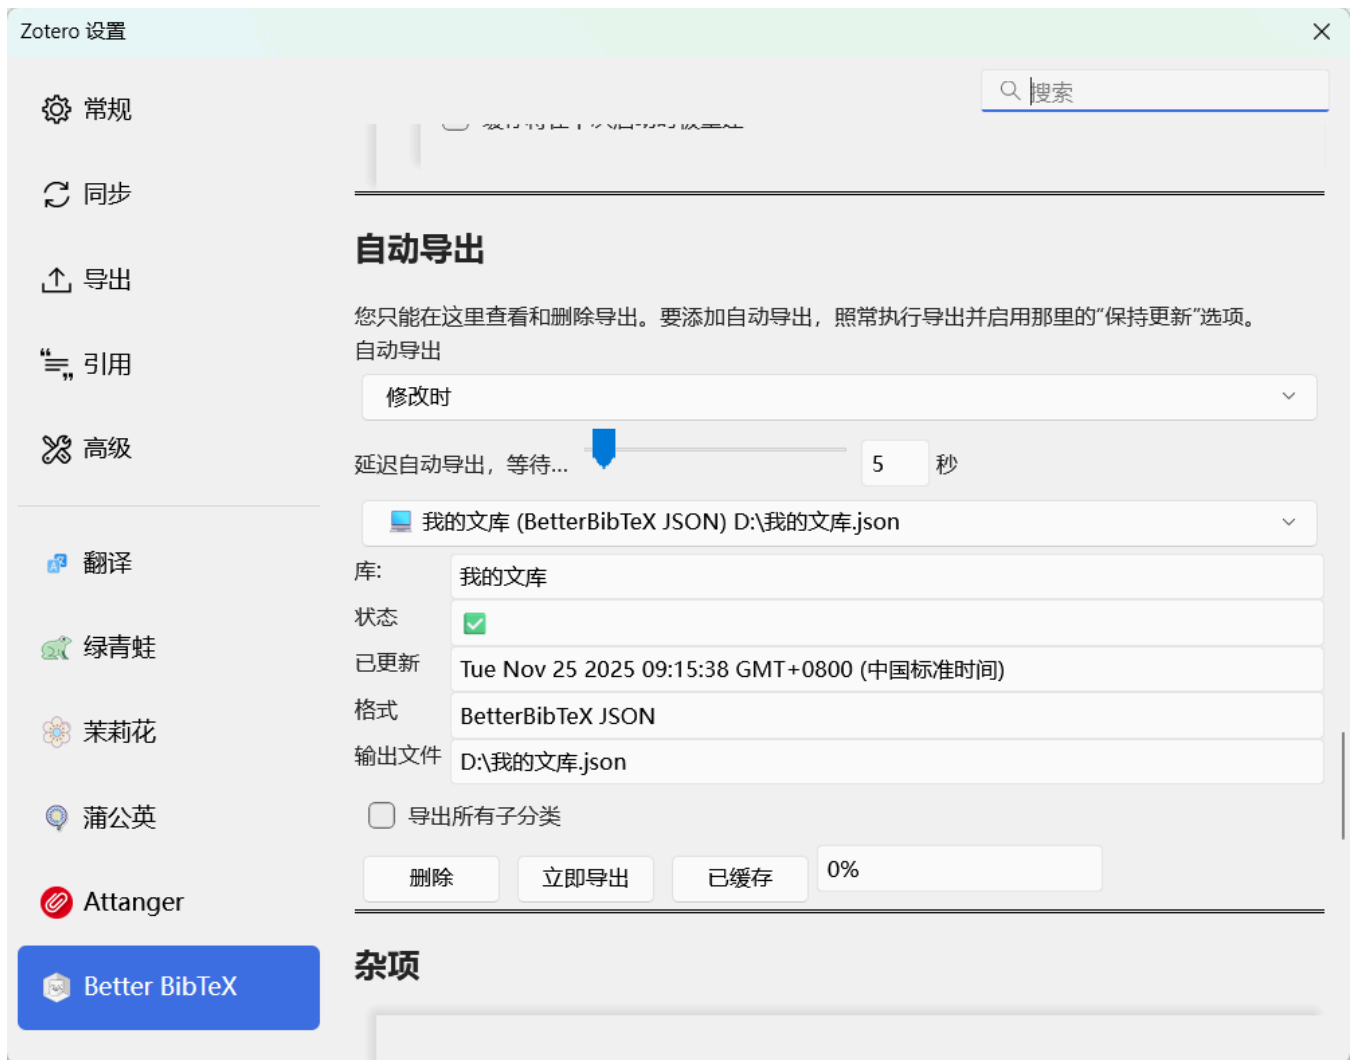 Zotero 设置
搜索
常规
同步
导出
引用
高级
翻译
绿青蛙
茉莉花
蒲公英
Attanger
Better BibTeX
自动导出
您只能在这里查看和删除导出。要添加自动导出，照常执行导出并启用那里的“保持更新”选项。
自动导出
修改时
延迟自动导出，等待...
5 秒
我的文库 (BetterBibTeX JSON) D:\我的文库.json
库: 我的文库
状态
已更新 Tue Nov 25 2025 09:15:38 GMT+0800 (中国标准时间)
格式 BetterBibTeX JSON
输出文件 D:\我的文库.json
导出所有子分类
删除 立即导出 已缓存 0%
杂项